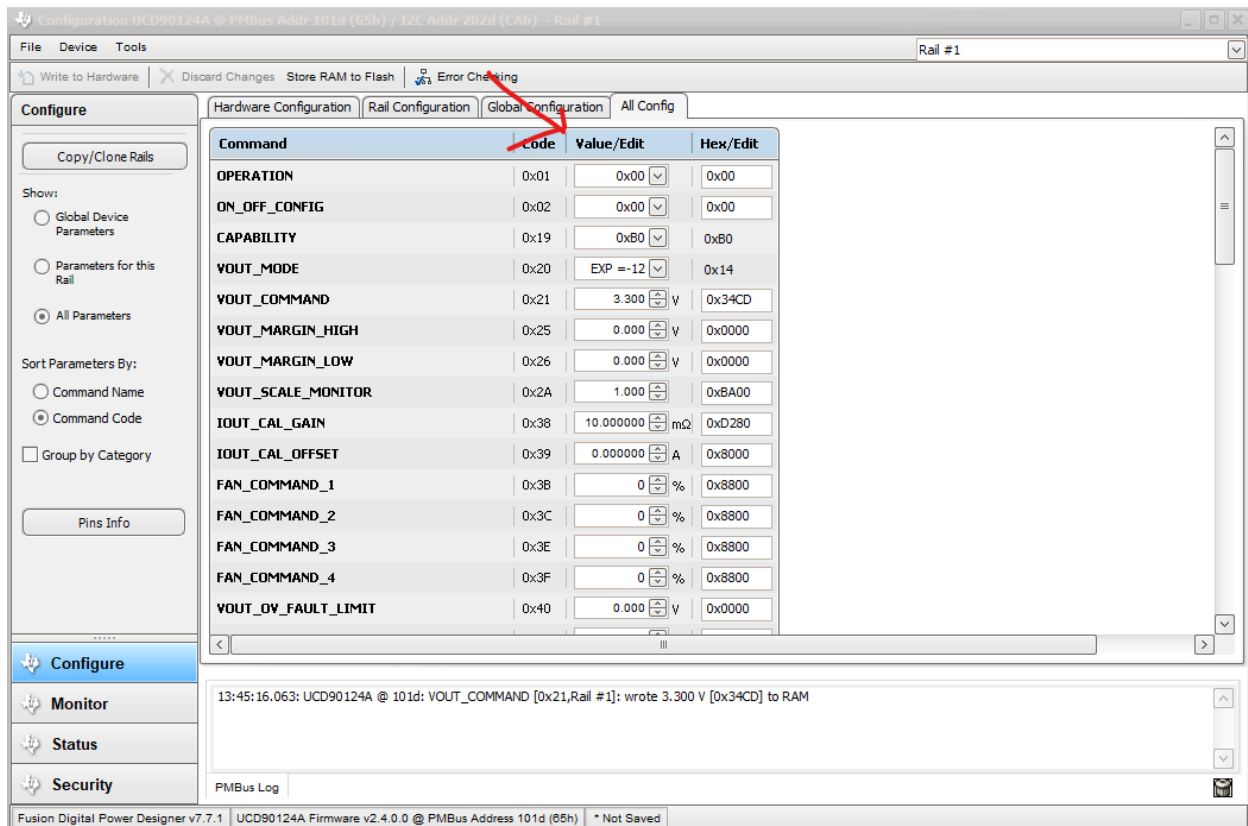 Configuration UCD90124A @ PMBus Addr 101d (65h) / I2C Addr 202d (CAh) - Rail #1
File Device Tools
Rail #1
Write to Hardware Discard Changes Store RAM to Flash Error Checking
Configure
Copy/Clone Rails
Show:
Global Device
Parameters
Parameters for this
Rail
All Parameters
Sort Parameters By:
Command Name
Command Code
Group by Category
Pins Info
Hardware Configuration Rail Configuration Global Configuration All Config
Command Code Value/Edit Hex/Edit
OPERATION 0x01 0x00 0x00
ON_OFF_CONFIG 0x02 0x00 0x00
CAPABILITY 0x19 0xB0 0xB0
VOUT_MODE 0x20 EXP =-12 0x14
VOUT_COMMAND 0x21 3.300 V 0x34CD
VOUT_MARGIN_HIGH 0x25 0.000 V 0x0000
VOUT_MARGIN_LOW 0x26 0.000 V 0x0000
VOUT_SCALE_MONITOR 0x2A 1.000 0xBA00
IOUT_CAL_GAIN 0x38 10.000000 mΩ 0xD280
IOUT_CAL_OFFSET 0x39 0.000000 A 0x8000
FAN_COMMAND_1 0x3B 0 % 0x8800
FAN_COMMAND_2 0x3C 0 % 0x8800
FAN_COMMAND_3 0x3E 0 % 0x8800
FAN_COMMAND_4 0x3F 0 % 0x8800
VOUT_OV_FAULT_LIMIT 0x40 0.000 V 0x0000
Configure
Monitor
Status
Security
13:45:16.063: UCD90124A @ 101d: VOUT_COMMAND [0x21,Rail #1]: wrote 3.300 V [0x34CD] to RAM
PMBus Log
Fusion Digital Power Designer v7.7.1 UCD90124A Firmware v2.4.0.0 @ PMBus Address 101d (65h) * Not Saved